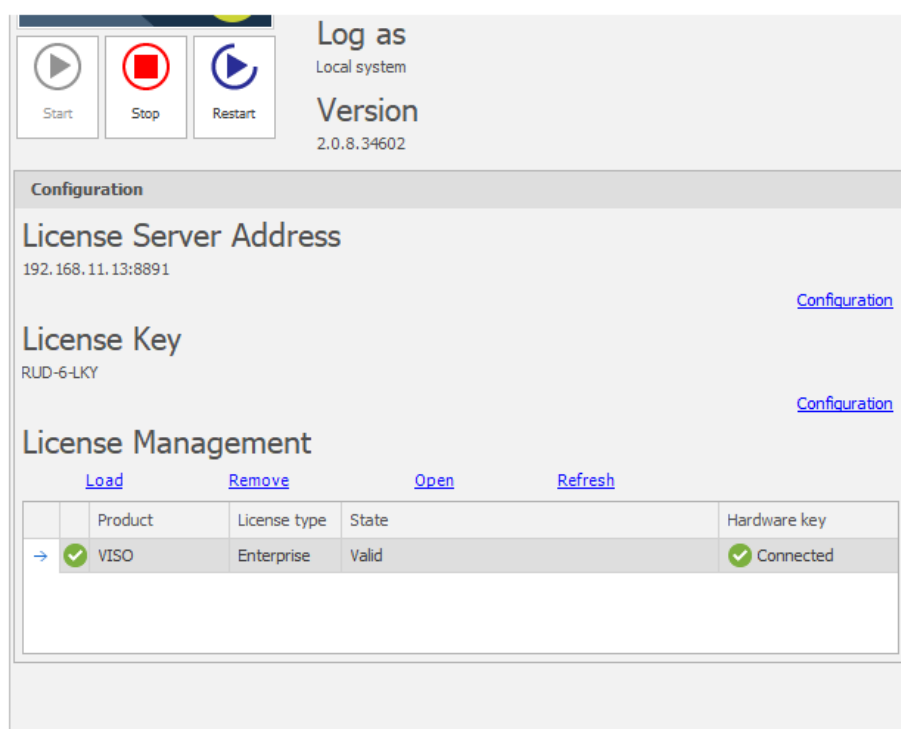 Log as
Local system
Start Stop Restart
Version
2.0.8.34602
Configuration
License Server Address
192.168.11.13:8891
Configuration
License Key
RUD-6-LKY
Configuration
License Management
Load Remove Open Refresh
Product License type State Hardware key
VISO Enterprise Valid Connected